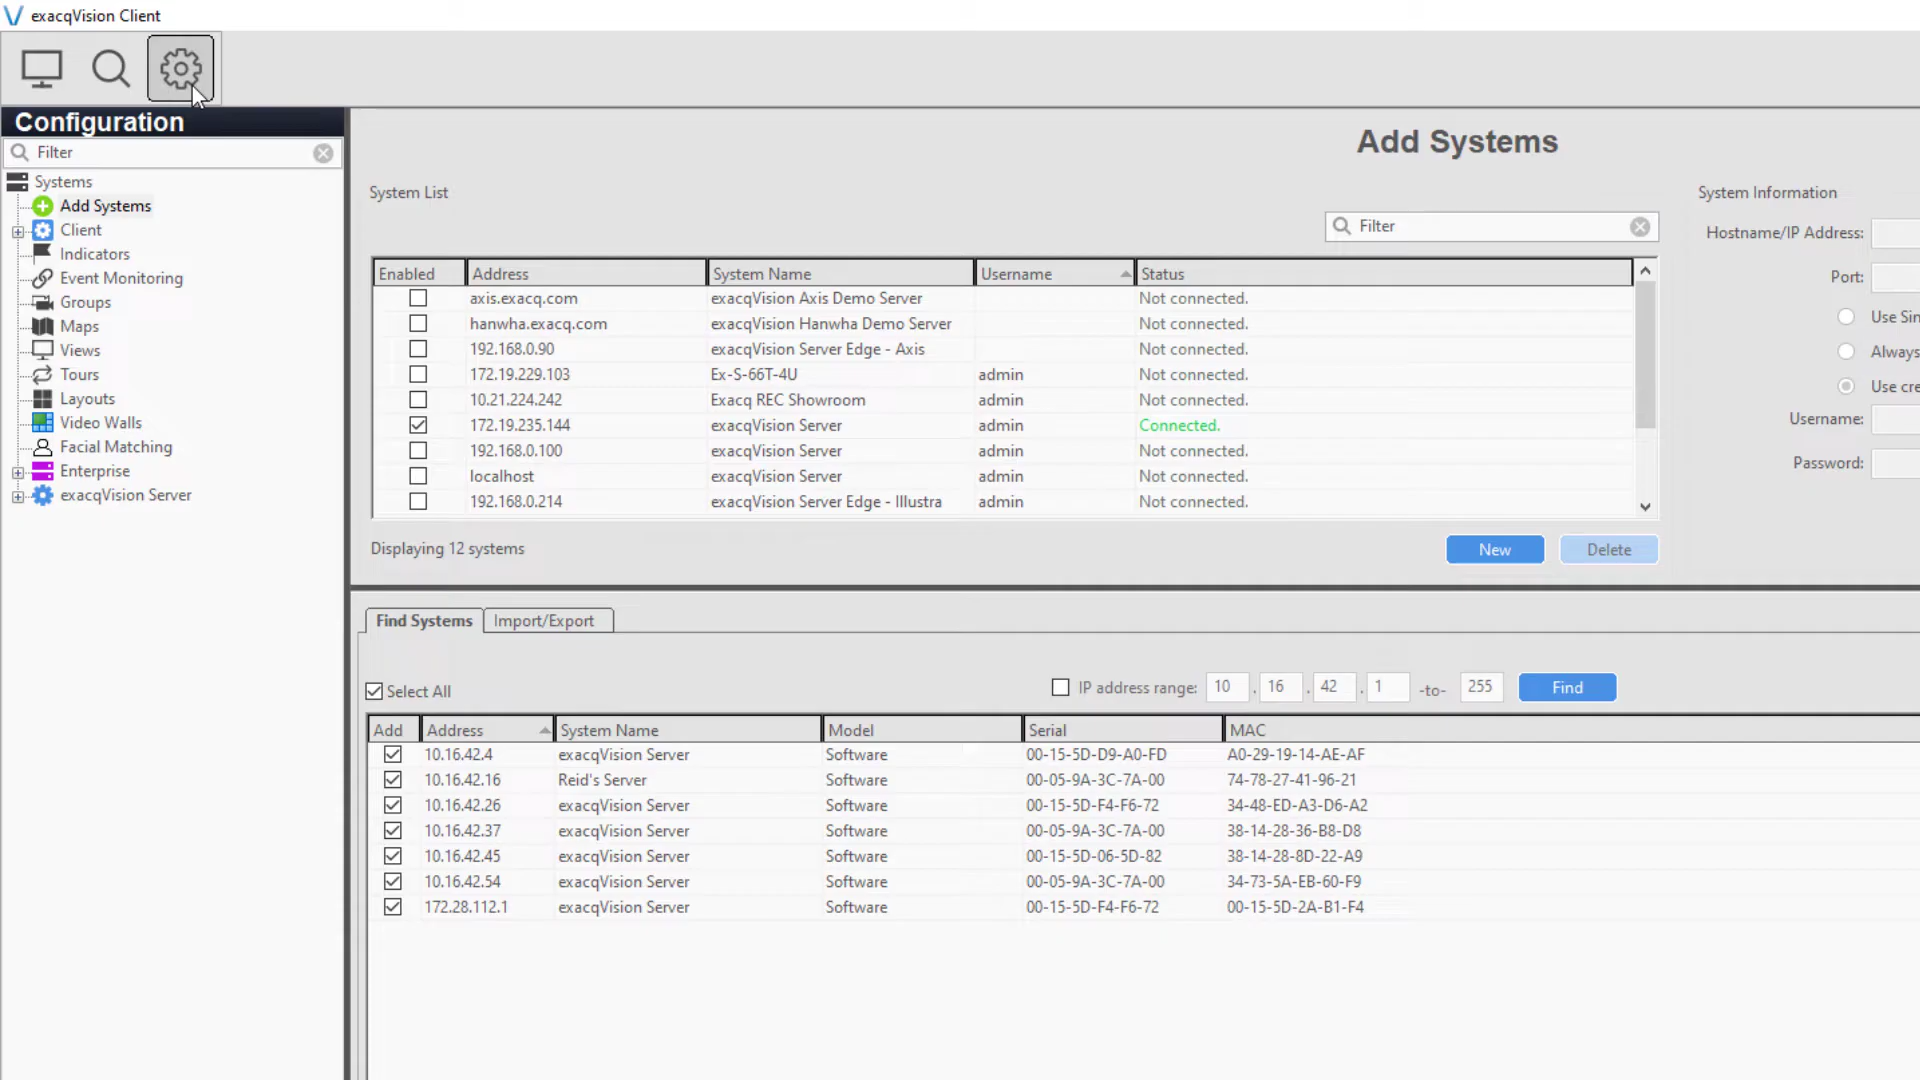 exacqVision Client
Configuration
Filter
Systems
Add Systems
Client
Indicators
Event Monitoring
Groups
Maps
Views
Tours
Layouts
Video Walls
Facial Matching
Enterprise
exacqVision Server
Add Systems
System List
Filter
Enabled Address System Name Username Status
axis.exacq.com exacqVision Axis Demo Server Not connected.
hanwha.exacq.com exacqVision Hanwha Demo Server Not connected.
192.168.0.90 exacqVision Server Edge - Axis Not connected.
172.19.229.103 Ex-S-66T-4U admin Not connected.
10.21.224.242 Exacq REC Showroom admin Not connected.
172.19.235.144 exacqVision Server admin Connected.
192.168.0.100 exacqVision Server admin Not connected.
localhost exacqVision Server admin Not connected.
192.168.0.214 exacqVision Server Edge - Illustra admin Not connected.
Displaying 12 systems
New Delete
System Information
Hostname/IP Address:
Port:
Use Sin
Always
Use cre
Username:
Password:
Find Systems Import/Export
Select All IP address range: 10 . 16 . 42 . 1 -to- 255 Find
Add Address System Name Model Serial MAC
10.16.42.4 exacqVision Server Software 00-15-5D-D9-A0-FD A0-29-19-14-AE-AF
10.16.42.16 Reid's Server Software 00-05-9A-3C-7A-00 74-78-27-41-96-21
10.16.42.26 exacqVision Server Software 00-15-5D-F4-F6-72 34-48-ED-A3-D6-A2
10.16.42.37 exacqVision Server Software 00-05-9A-3C-7A-00 38-14-28-36-B8-D8
10.16.42.45 exacqVision Server Software 00-15-5D-06-5D-82 38-14-28-8D-22-A9
10.16.42.54 exacqVision Server Software 00-05-9A-3C-7A-00 34-73-5A-EB-60-F9
172.28.112.1 exacqVision Server Software 00-15-5D-F4-F6-72 00-15-5D-2A-B1-F4